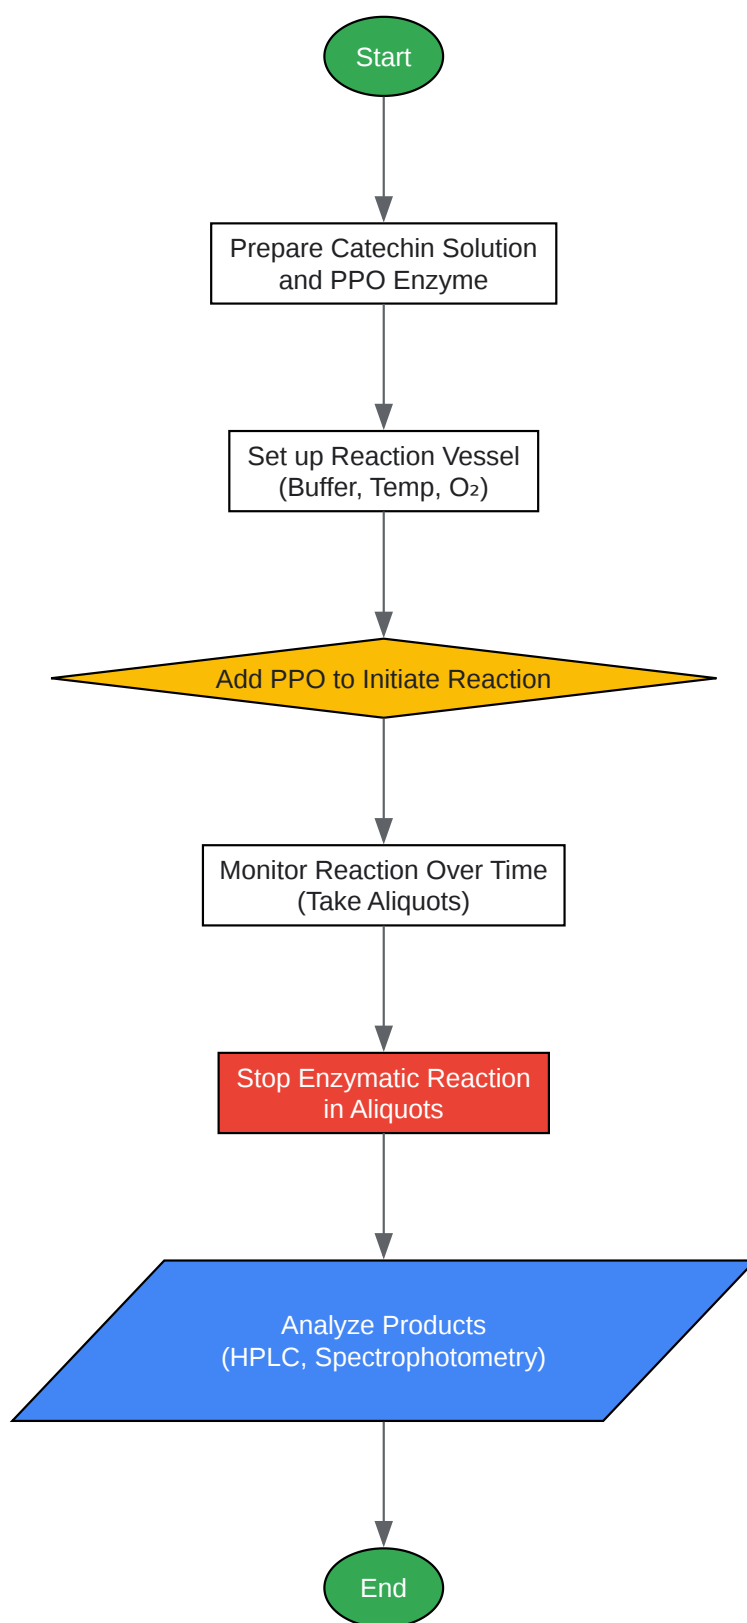 Start
Prepare Catechin Solution
and PPO Enzyme
Set up Reaction Vessel
(Buffer, Temp, O₂)
Add PPO to Initiate Reaction
Monitor Reaction Over Time
(Take Aliquots)
Stop Enzymatic Reaction
in Aliquots
Analyze Products
(HPLC, Spectrophotometry)
End